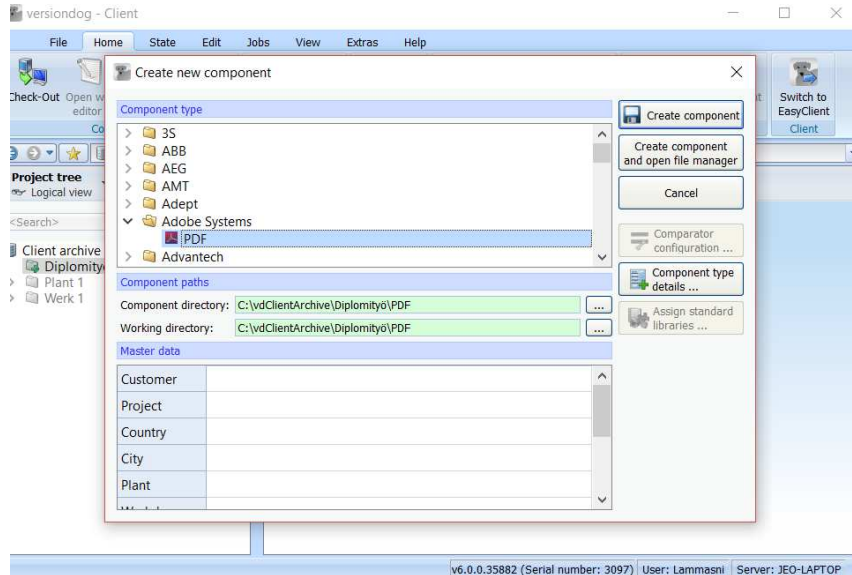 versiondog - Client
File Home State Edit Jobs View Extras Help
Check-Out Open w
editor
Co
Switch to
EasyClient
Client
Project tree
Logical view
<Search>
Client archive
Diplomityö
Plant 1
Werk 1
Create new component
Component type
3S
ABB
AEG
AMT
Adept
Adobe Systems
PDF
Advantech
Component paths
Component directory: C:\vdClientArchive\Diplomityö\PDF ...
Working directory: C:\vdClientArchive\Diplomityö\PDF ...
Master data
Customer
Project
Country
City
Plant
Create component
Create component
and open file manager
Cancel
Comparator
configuration ...
Component type
details ...
Assign standard
libraries ...
v6.0.0.35882 (Serial number: 3097) User: Lammasni Server: JEO-LAPTOP